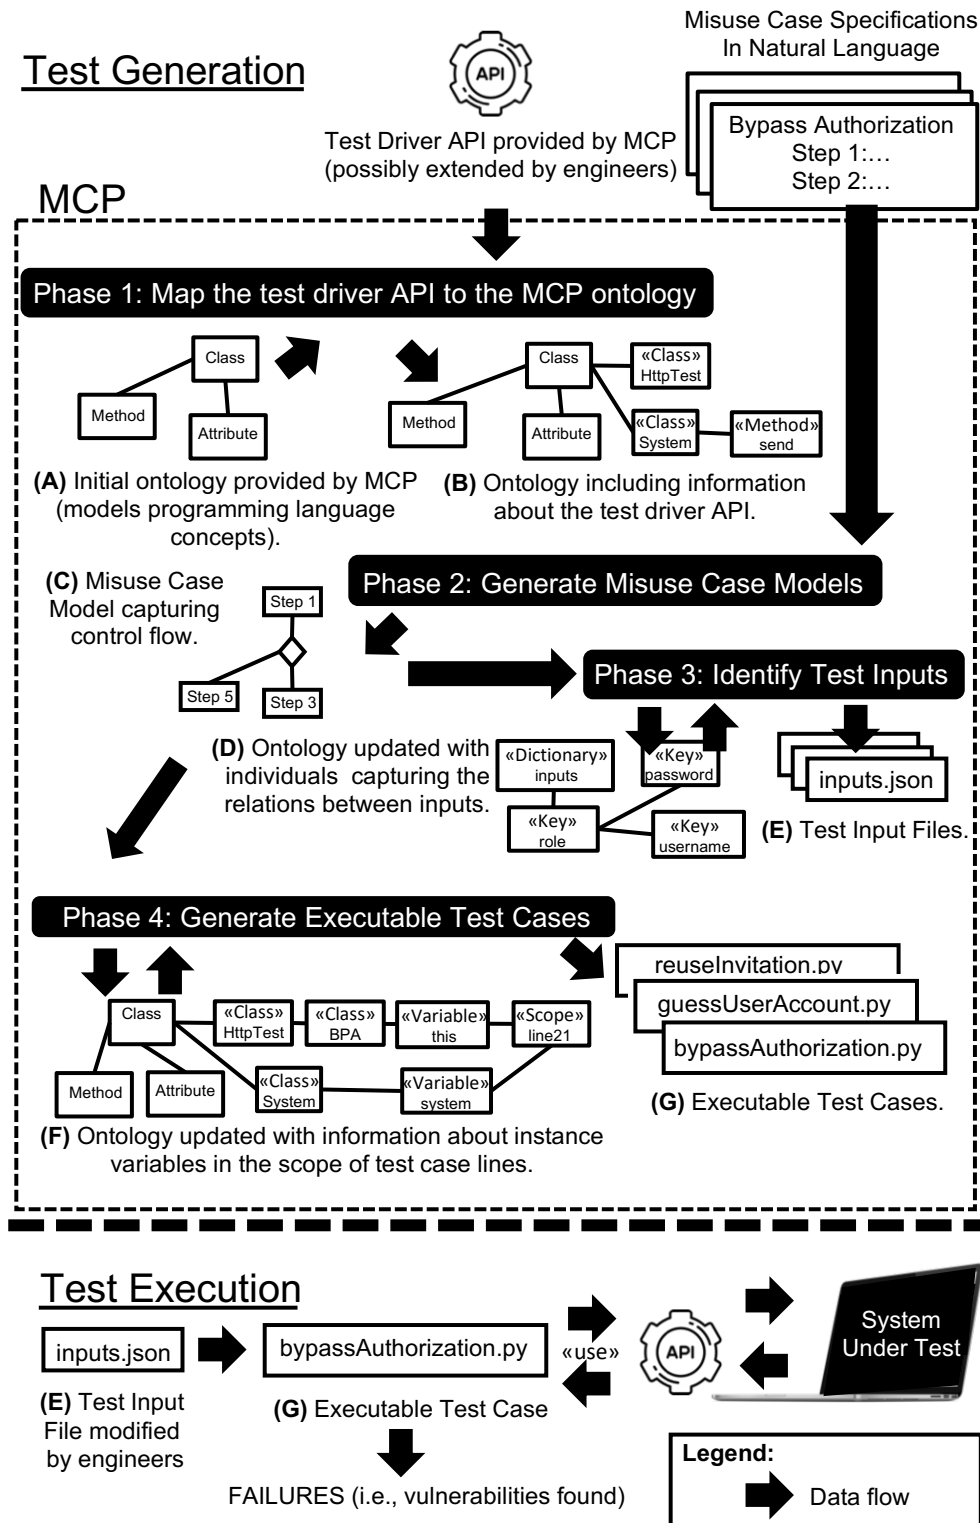 Test Generation
API
Test Driver API provided by MCP
(possibly extended by engineers)
Misuse Case Specifications
In Natural Language
Bypass Authorization
Step 1:…
Step 2:…
MCP
Phase 1: Map the test driver API to the MCP ontology
Class
Method
Attribute
Class
«Class»
HttpTest
Method
Attribute
«Class»
System
«Method»
send
(A) Initial ontology provided by MCP
(models programming language
concepts).
(B) Ontology including information
about the test driver API.
(C) Misuse Case
Model capturing
control flow.
Step 1
Step 5
Step 3
Phase 2: Generate Misuse Case Models
Phase 3: Identify Test Inputs
(D) Ontology updated with
individuals capturing the
relations between inputs.
«Dictionary»
inputs
«Key»
password
«Key»
role
«Key»
username
inputs.json
(E) Test Input Files.
Phase 4: Generate Executable Test Cases
Class
«Class»
HttpTest
«Class»
BPA
«Variable»
this
«Scope»
line21
Method
Attribute
«Class»
System
«Variable»
system
(F) Ontology updated with information about instance
variables in the scope of test case lines.
reuseInvitation.py
guessUserAccount.py
bypassAuthorization.py
(G) Executable Test Cases.
Test Execution
inputs.json
(E) Test Input
File modified
by engineers
bypassAuthorization.py
(G) Executable Test Case
«use»
API
System
Under Test
FAILURES (i.e., vulnerabilities found)
Legend:
Data flow